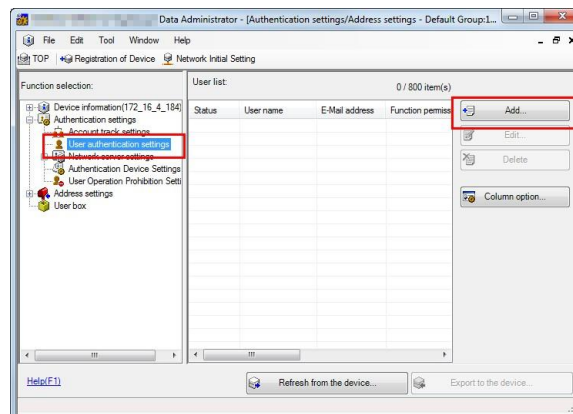 Data Administrator - [Authentication settings/Address settings - Default Group:1...
File Edit Tool Window Help
TOP Registration of Device Network Initial Setting
Function selection:
User list:
0 / 800 item(s)
Device information(172_16_4_184)
Authentication settings
Account track settings
User authentication settings
Network server settings
Authentication Device Settings
User Operation Prohibition Setti
Address settings
User box
Status User name E-Mail address Function permiss
Add...
Edit...
Delete
Column option...
Help(F1)
Refresh from the device...
Export to the device...